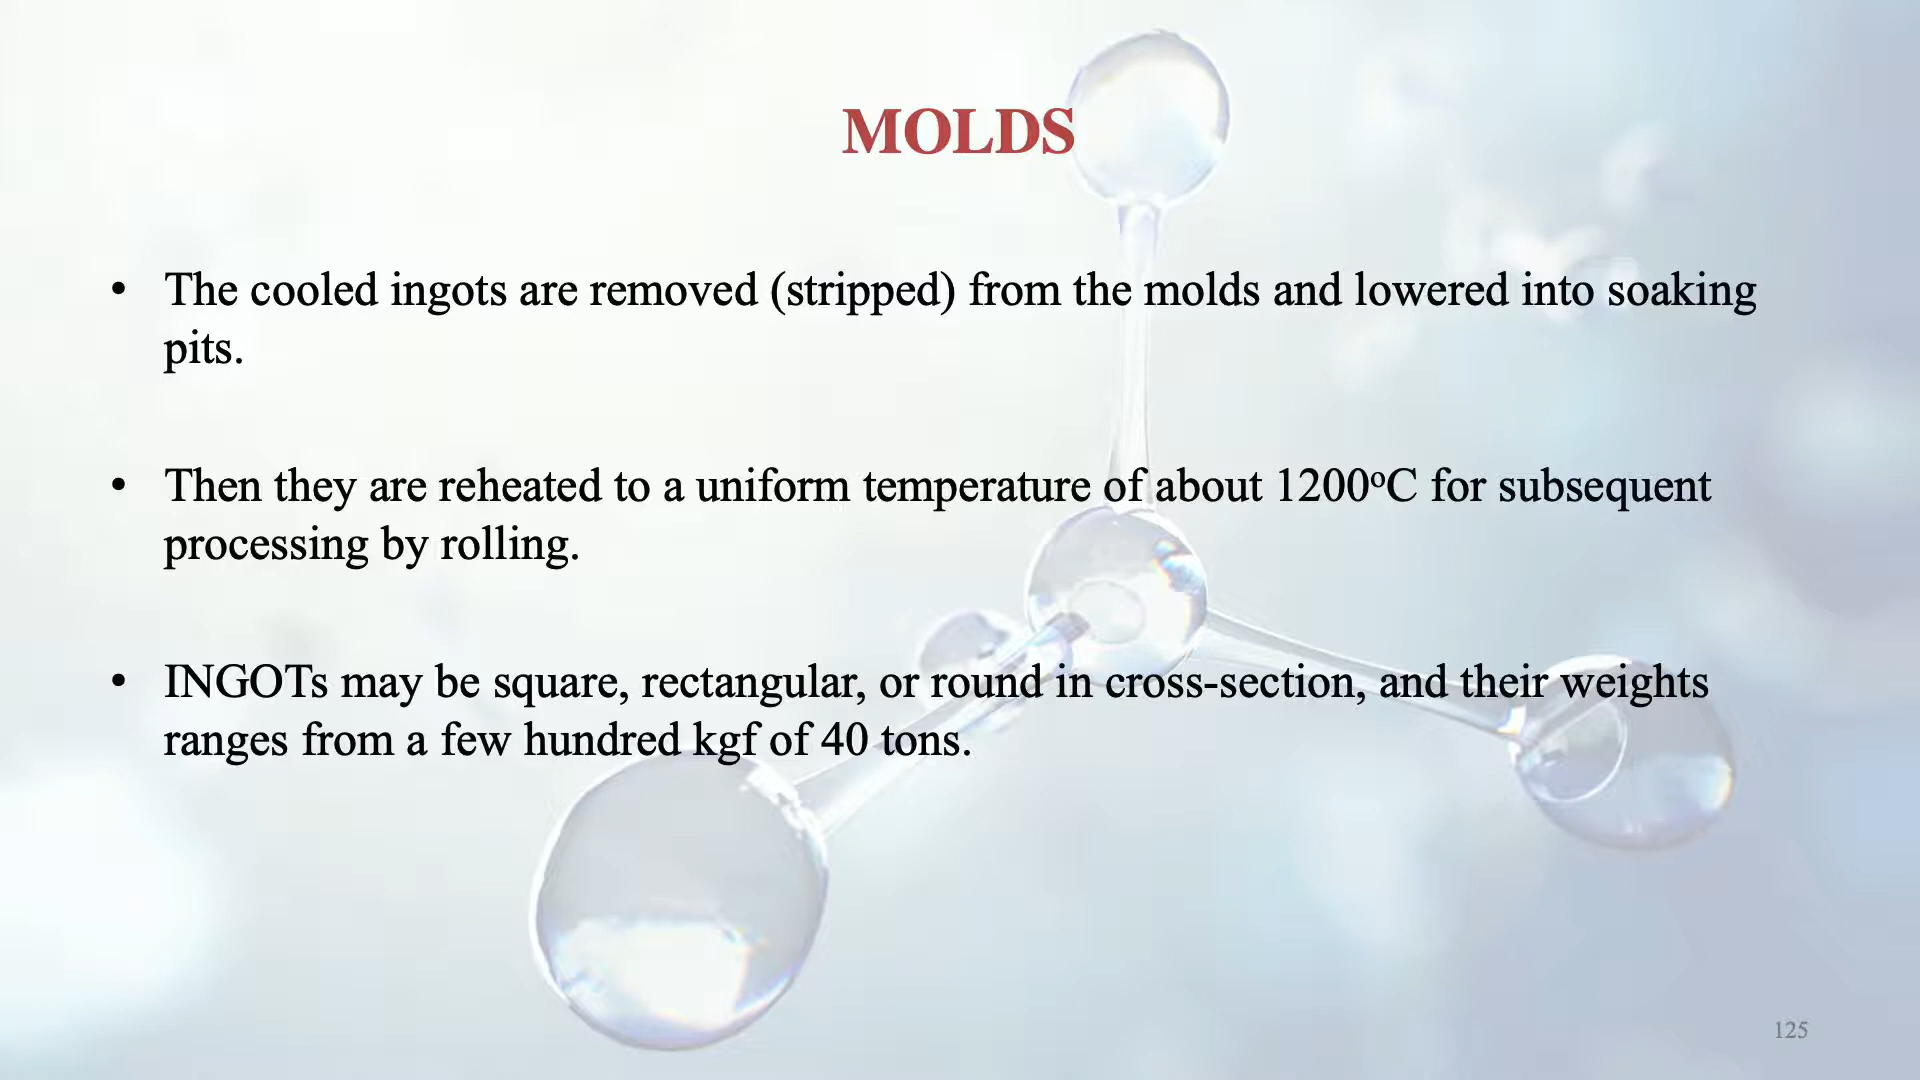 MOLDS
• The cooled ingots are removed (stripped) from the molds and lowered into soaking
pits.
• Then they are reheated to a uniform temperature of about 1200ºC for subsequent
processing by rolling.
• INGOTs may be square, rectangular, or round in cross-section, and their weights
ranges from a few hundred kgf of 40 tons.
125